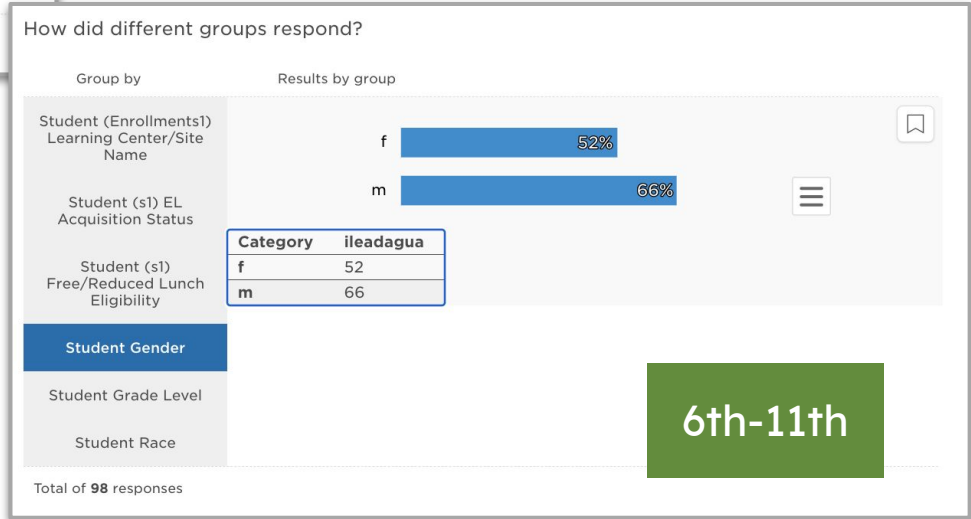 How did different groups respond?
Group by
Results by group
Student (Enrollments1)
Learning Center/Site
Name
Student (s1) EL
Acquisition Status
Student (s1)
Free/Reduced Lunch
Eligibility
Student Gender
Student Grade Level
Student Race
f 52%
m 66%
Category ileadagua
f 52
m 66
6th-11th
Total of 98 responses